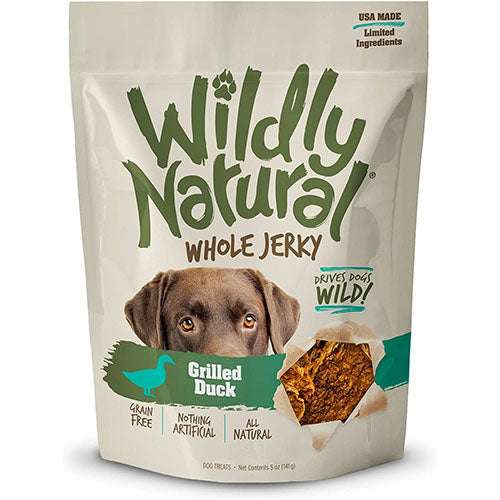 USA MADE
Limited
Ingredients
Wildly
Natural®
WHOLE JERKY
DRIVES DOGS
WILD!
Grilled
Duck
GRAIN
FREE
NOTHING
ARTIFICIAL
ALL
NATURAL
DOG TREATS • Net Contents 5 oz (141g)